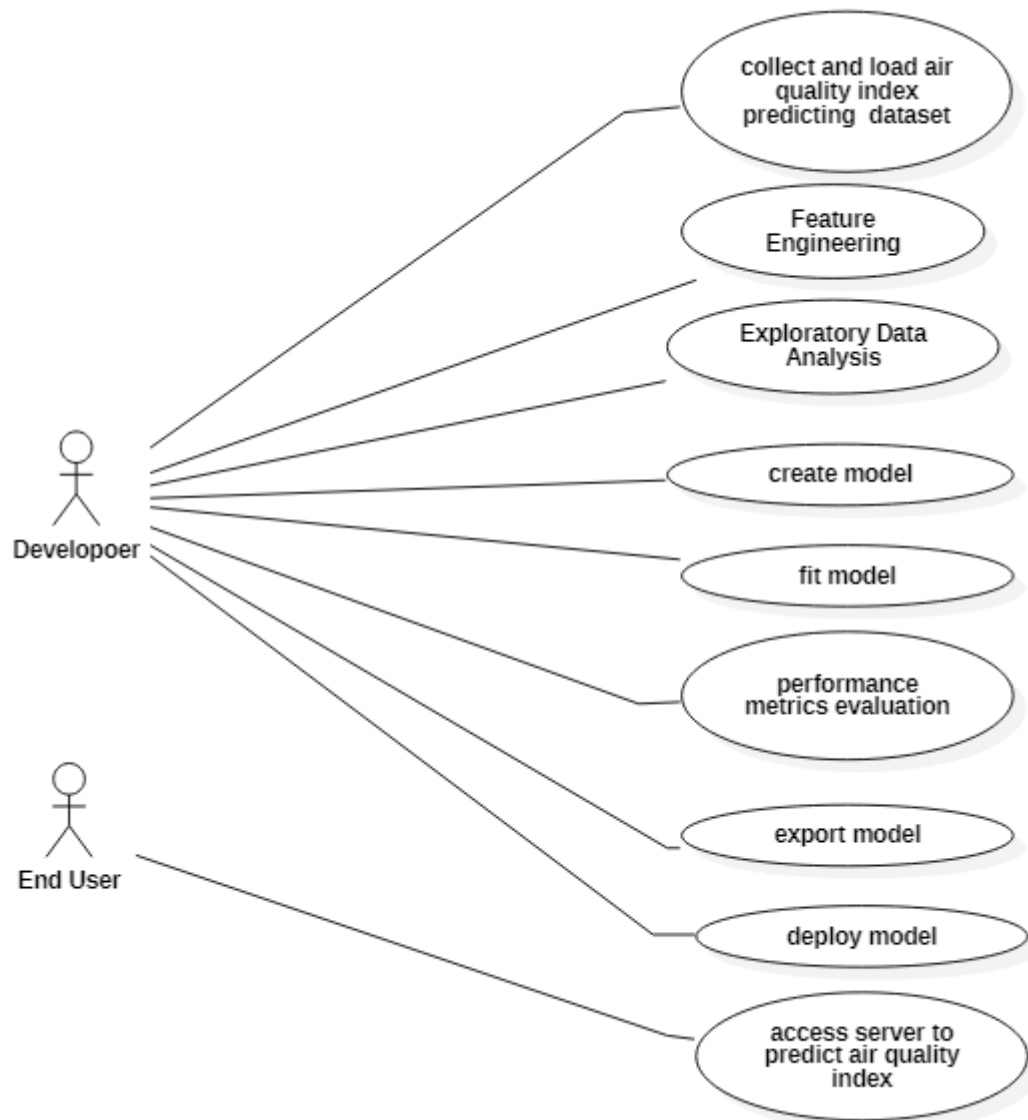 collect and load air
quality index
predicting dataset
Feature
Engineering
Exploratory Data
Analysis
create model
Developoer
fit model
performance
metrics evaluation
export model
End User
deploy model
access server to
predict air quality
index